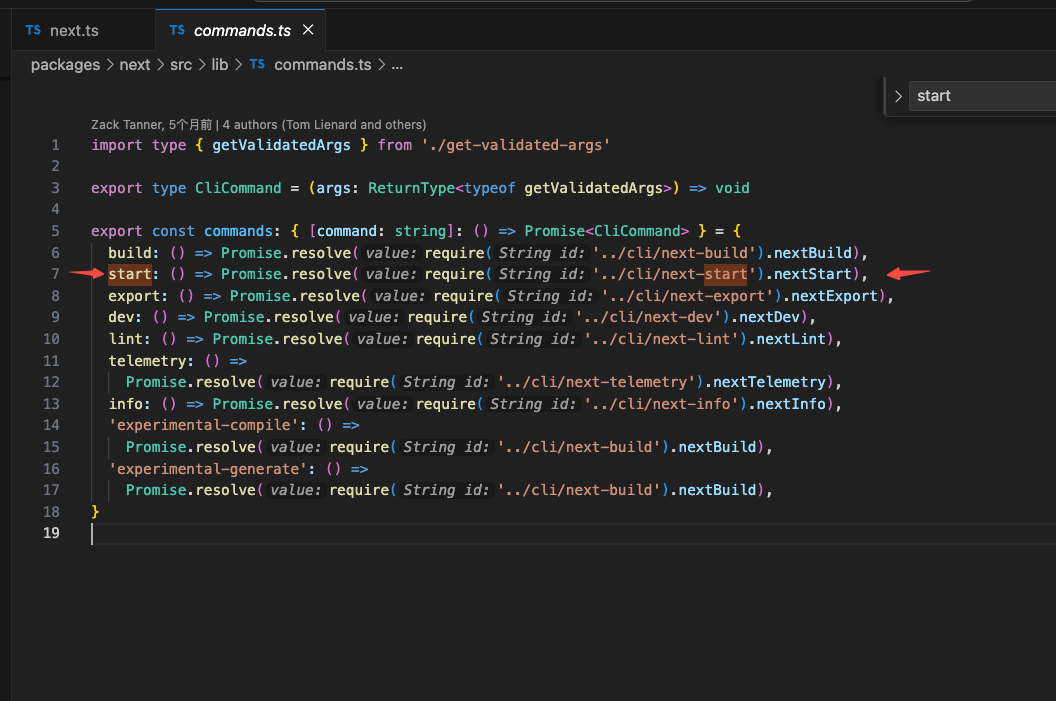 TS next.ts TS commands.ts
packages > next > src > lib > TS commands.ts > ...
start
Zack Tanner, 5个月前 | 4 authors (Tom Lienard and others)
1 import type { getValidatedArgs } from './get-validated-args'
2
3 export type CliCommand = (args: ReturnType<typeof getValidatedArgs>) => void
4
5 export const commands: { [command: string]: () => Promise<CliCommand> } = {
6 build: () => Promise.resolve( value: require( String id: '../cli/next-build').nextBuild),
7 start: () => Promise.resolve( value: require( String id: '../cli/next-start').nextStart),
8 export: () => Promise.resolve( value: require( String id: '../cli/next-export').nextExport),
9 dev: () => Promise.resolve( value: require( String id: '../cli/next-dev').nextDev),
10 lint: () => Promise.resolve( value: require( String id: '../cli/next-lint').nextLint),
11 telemetry: () =>
12 Promise.resolve( value: require( String id: '../cli/next-telemetry').nextTelemetry),
13 info: () => Promise.resolve( value: require( String id: '../cli/next-info').nextInfo),
14 'experimental-compile': () =>
15 Promise.resolve( value: require( String id: '../cli/next-build').nextBuild),
16 'experimental-generate': () =>
17 Promise.resolve( value: require( String id: '../cli/next-build').nextBuild),
18 }
19